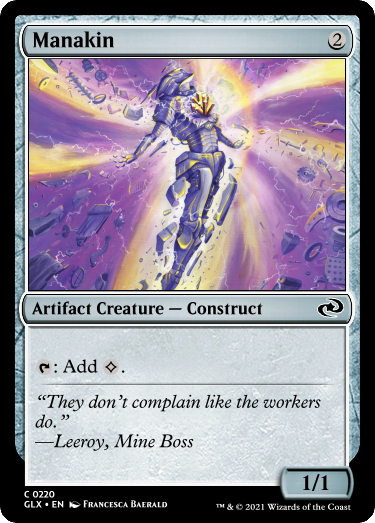 Manakin 2
Artifact Creature — Construct
: Add .
“They don’t complain like the workers
do.”
—Leeroy, Mine Boss
1/1
C 0220
GLX • EN Francesca Baerald
™ & © 2021 Wizards of the Coast